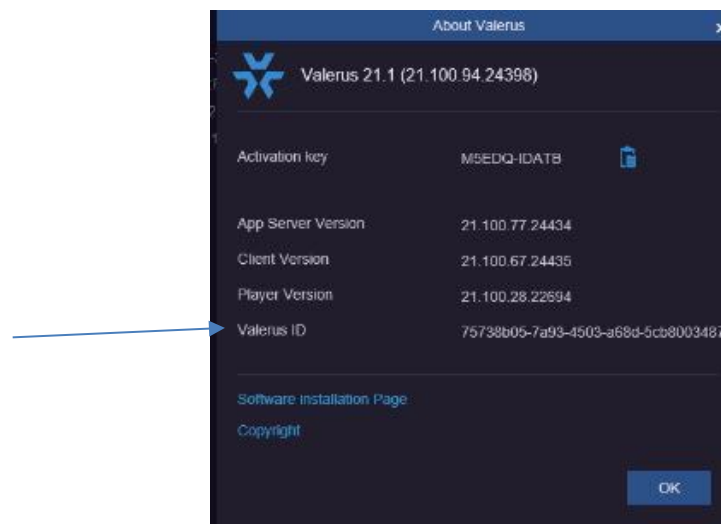 About Valerus x
Valerus 21.1 (21.100.94.24398)
Activation key M5EDQ-IDATB
App Server Version 21.100.77.24434
Client Version 21.100.67.24435
Player Version 21.100.28.22694
Valerus ID 75738b05-7a93-4503-a68d-5cb8003487
Software Installation Page
Copyright
OK